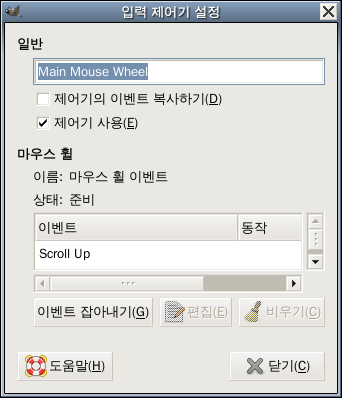 입력 제어기 설정
일반
Main Mouse Wheel
제어기의 이벤트 복사하기(D)
제어기 사용(E)
마우스 휠
이름: 마우스 휠 이벤트
상태: 준비
이벤트 동작
Scroll Up
이벤트 잡아내기(G) 편집(E) 비우기(C)
도움말(H) 닫기(C)